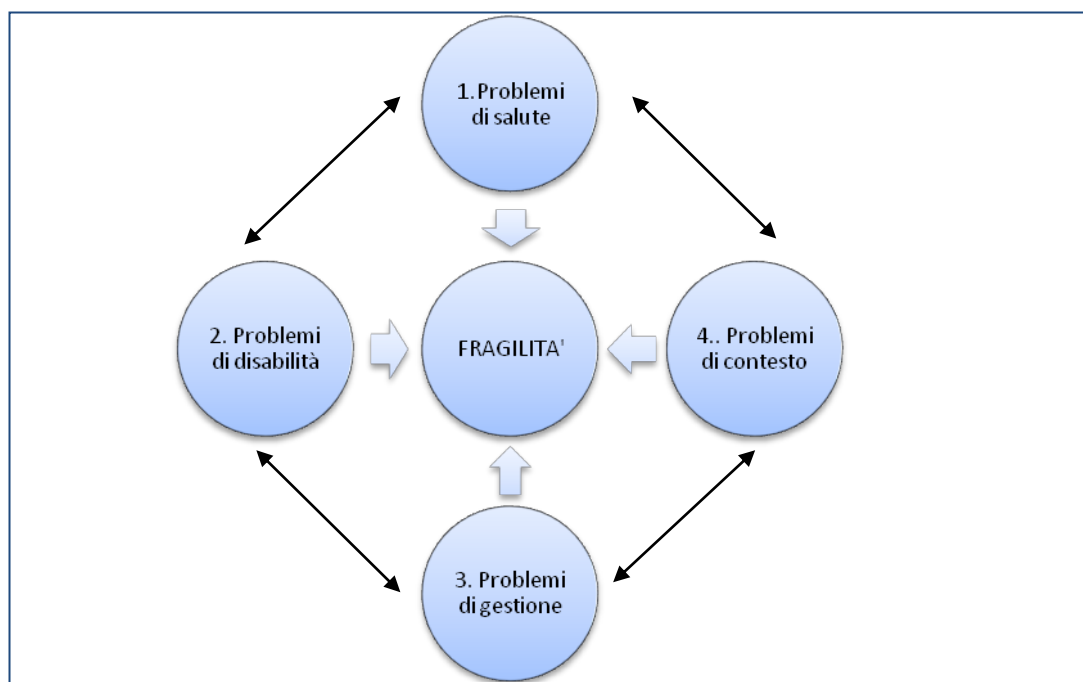 1. Problemi
di salute
2. Problemi
di disabilità
FRAGILITA'
4.. Problemi
di contesto
3. Problemi
di gestione